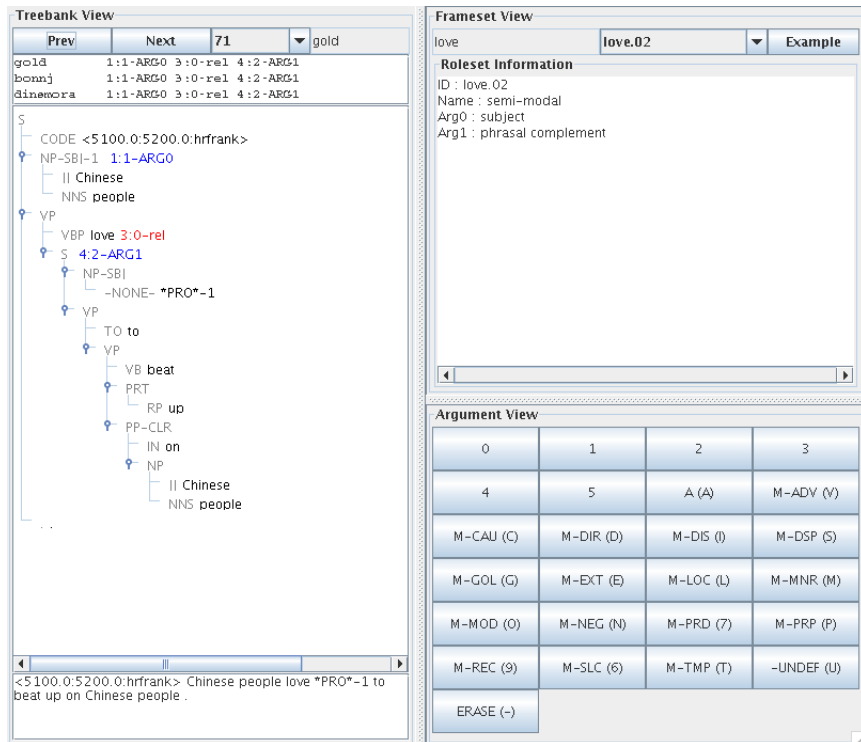 Treebank View
Prev Next 71 gold
gold 1:1-ARG0 3:0-rel 4:2-ARG1
bonnj 1:1-ARG0 3:0-rel 4:2-ARG1
dinemora 1:1-ARG0 3:0-rel 4:2-ARG1
S
CODE <5100.0:5200.0:hrfrank>
NP-SBJ-1 1:1-ARG0
JJ Chinese
NNS people
VP
VBP love 3:0-rel
S 4:2-ARG1
NP-SBJ
-NONE- *PRO*-1
VP
TO to
VP
VB beat
PRT
RP up
PP-CLR
IN on
NP
JJ Chinese
NNS people
. .
<5100.0:5200.0:hrfrank> Chinese people love *PRO*-1 to
beat up on Chinese people .
Frameset View
love love.02 Example
Roleset Information
ID : love.02
Name : semi-modal
Arg0 : subject
Arg1 : phrasal complement
Argument View
0 1 2 3
4 5 A (A) M-ADV (V)
M-CAU (C) M-DIR (D) M-DIS (I) M-DSP (S)
M-GOL (G) M-EXT (E) M-LOC (L) M-MNR (M)
M-MOD (O) M-NEG (N) M-PRD (7) M-PRP (P)
M-REC (9) M-SLC (6) M-TMP (T) -UNDEF (U)
ERASE (-)